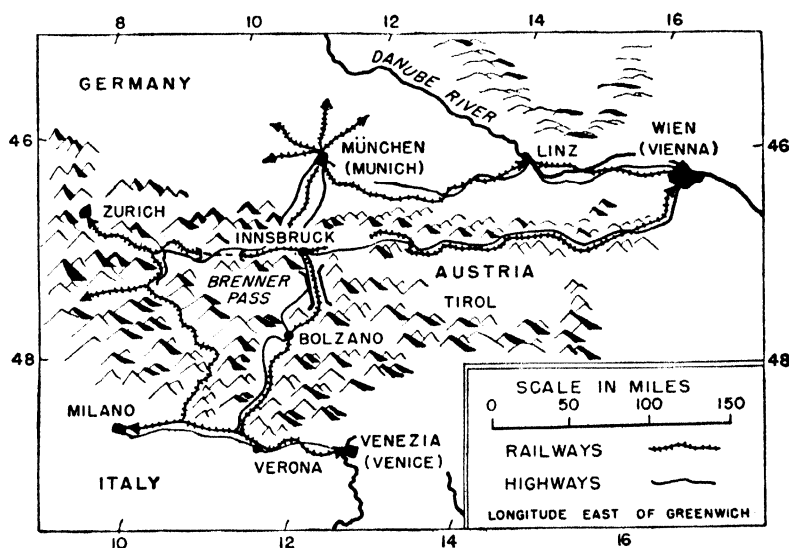 8 10 12 14 16
GERMANY
DANUBE RIVER
46 46
MÜNCHEN
(MUNICH)
LINZ
WIEN
(VIENNA)
ZURICH
INNSBRUCK
BRENNER
PASS
AUSTRIA
TIROL
BOLZANO
48 48
MILANO
VERONA
VENEZIA
(VENICE)
ITALY
SCALE IN MILES
0 50 100 150
RAILWAYS
HIGHWAYS
LONGITUDE EAST OF GREENWICH
10 12 14 16